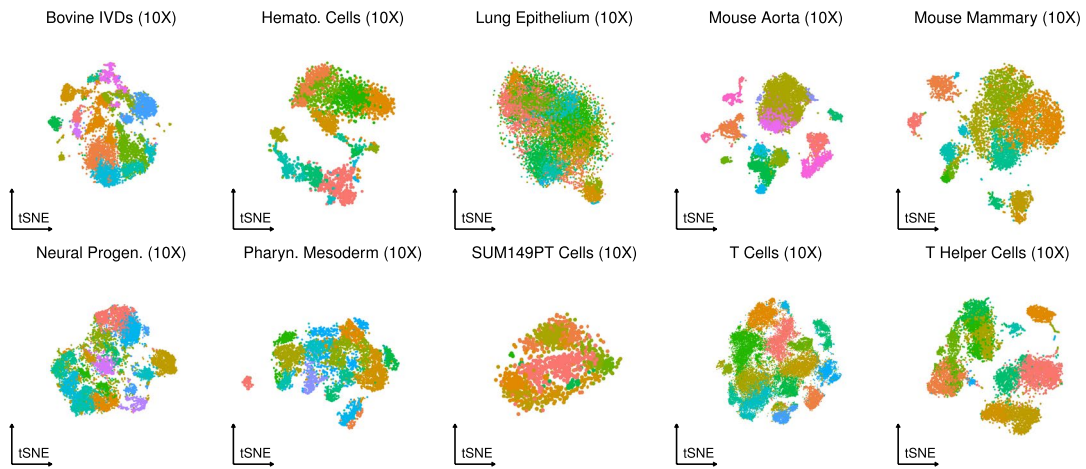 Bovine IVDs (10X)
Hemato. Cells (10X)
Lung Epithelium (10X)
Mouse Aorta (10X)
Mouse Mammary (10X)
tSNE
tSNE
tSNE
tSNE
tSNE
Neural Progen. (10X)
Pharyn. Mesoderm (10X)
SUM149PT Cells (10X)
T Cells (10X)
T Helper Cells (10X)
tSNE
tSNE
tSNE
tSNE
tSNE